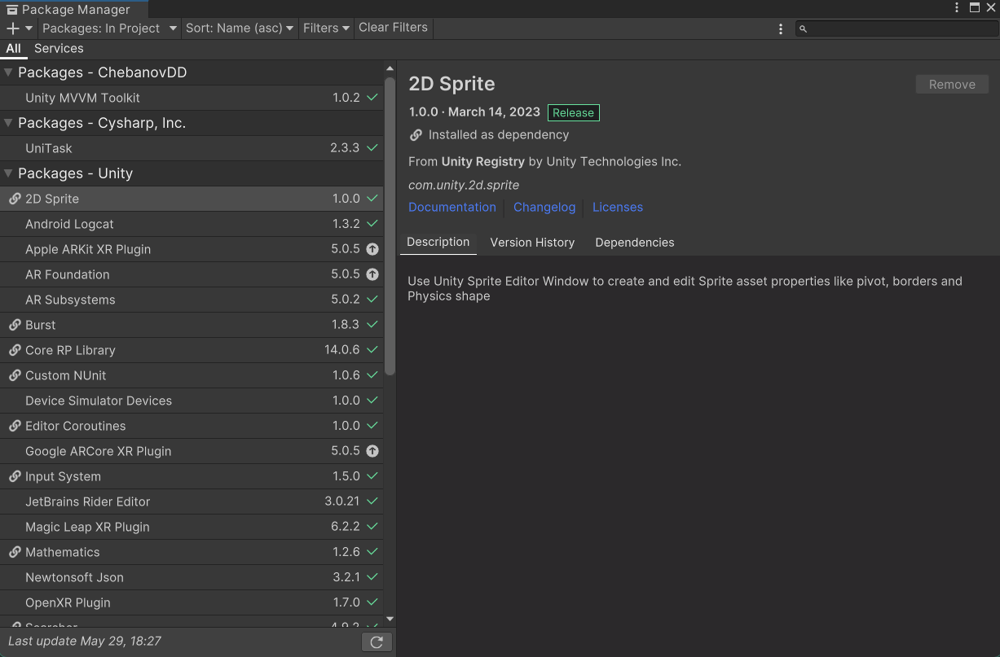 Package Manager
Packages: In Project Sort: Name (asc) Filters Clear Filters
All Services
Packages - ChebanovDD
Unity MVVM Toolkit 1.0.2
Packages - Cysharp, Inc.
UniTask 2.3.3
Packages - Unity
2D Sprite 1.0.0
Android Logcat 1.3.2
Apple ARKit XR Plugin 5.0.5
AR Foundation 5.0.5
AR Subsystems 5.0.2
Burst 1.8.3
Core RP Library 14.0.6
Custom NUnit 1.0.6
Device Simulator Devices 1.0.0
Editor Coroutines 1.0.0
Google ARCore XR Plugin 5.0.5
Input System 1.5.0
JetBrains Rider Editor 3.0.21
Magic Leap XR Plugin 6.2.2
Mathematics 1.2.6
Newtonsoft Json 3.2.1
OpenXR Plugin 1.7.0
Searcher 4.9.2
Last update May 29, 18:27
2D Sprite
Remove
1.0.0 · March 14, 2023 Release
Installed as dependency
From Unity Registry by Unity Technologies Inc.
com.unity.2d.sprite
Documentation Changelog Licenses
Description Version History Dependencies
Use Unity Sprite Editor Window to create and edit Sprite asset properties like pivot, borders and
Physics shape